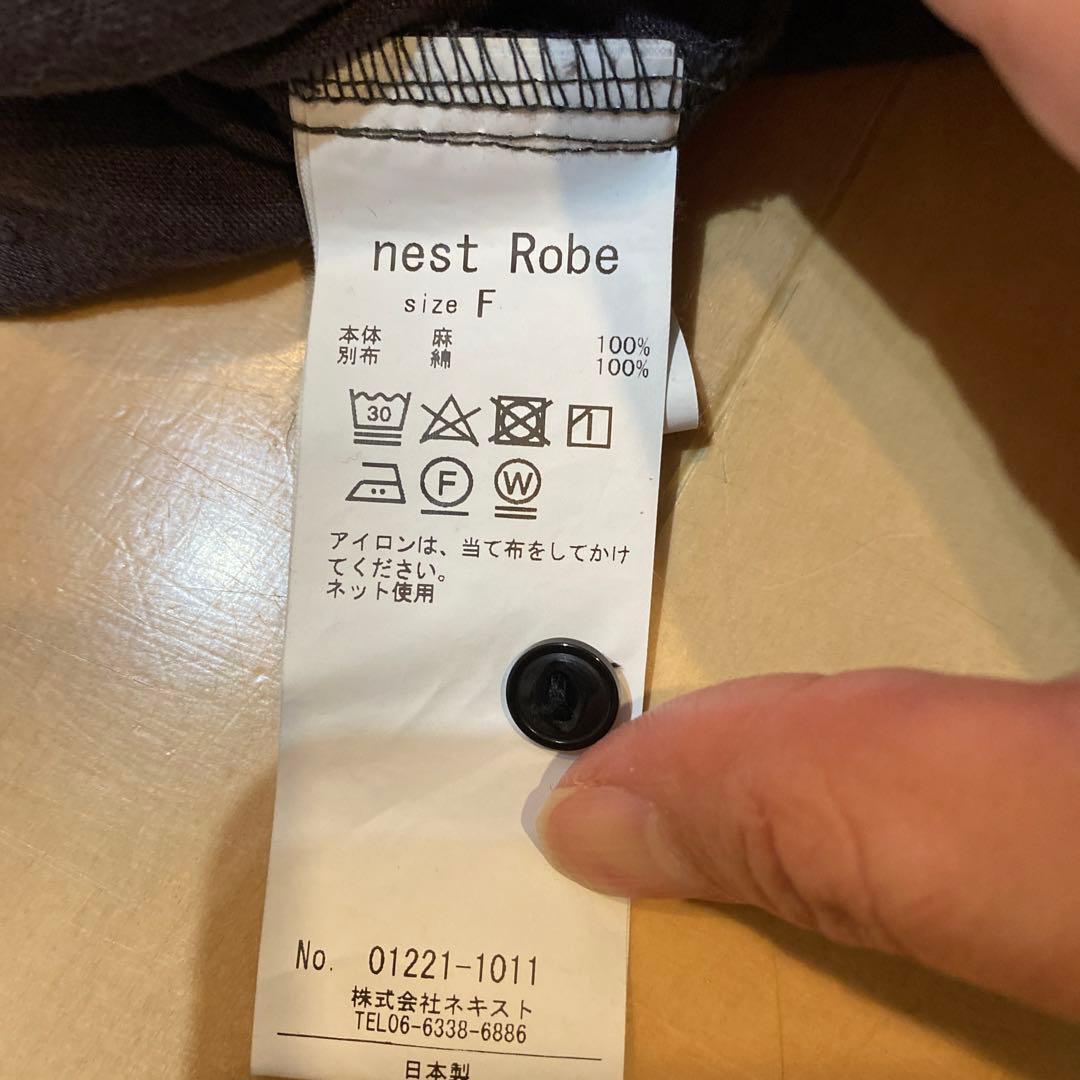 nest Robe
size F
本体 麻 100%
別布 綿 100%
30
F W
アイロンは、当て布をしてかけ
てください。
ネット使用
No. 01221-1011
株式会社ネキスト
TEL06-6338-6886
日本製